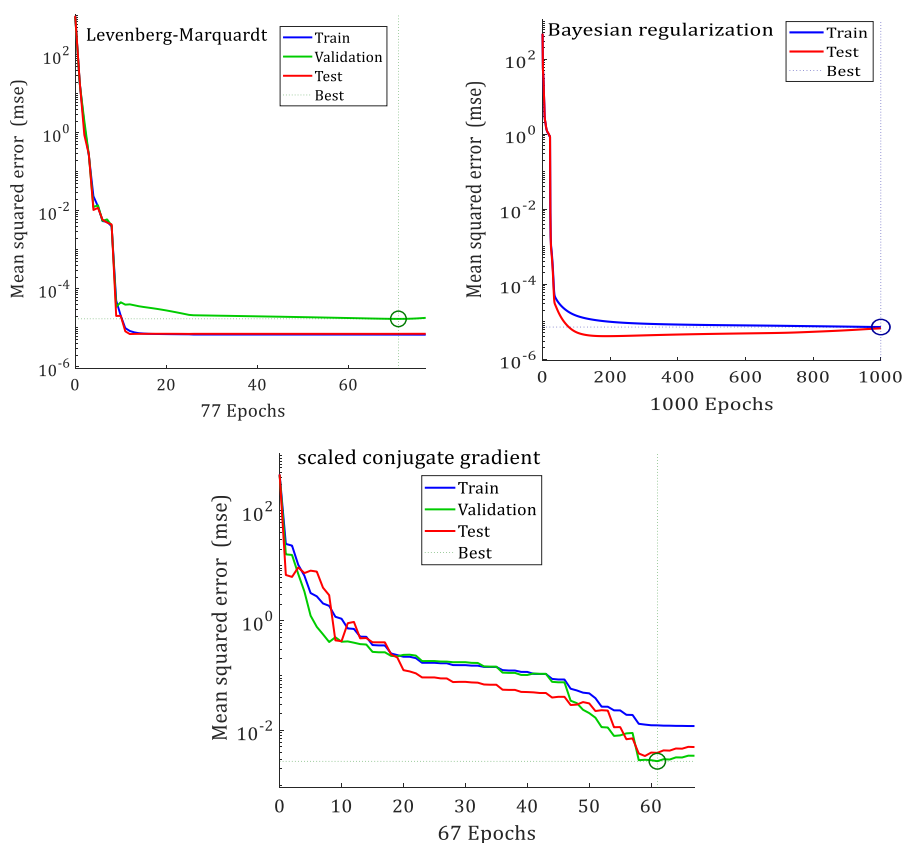 Levenberg-Marquardt
Train
Validation
Test
Best
Mean squared error (mse)
10^2
10^0
10^-2
10^-4
10^-6
0 20 40 60
77 Epochs
Bayesian regularization
Train
Test
Best
Mean squared error (mse)
10^2
10^0
10^-2
10^-4
10^-6
0 200 400 600 800 1000
1000 Epochs
scaled conjugate gradient
Train
Validation
Test
Best
Mean squared error (mse)
10^2
10^0
10^-2
0 10 20 30 40 50 60
67 Epochs